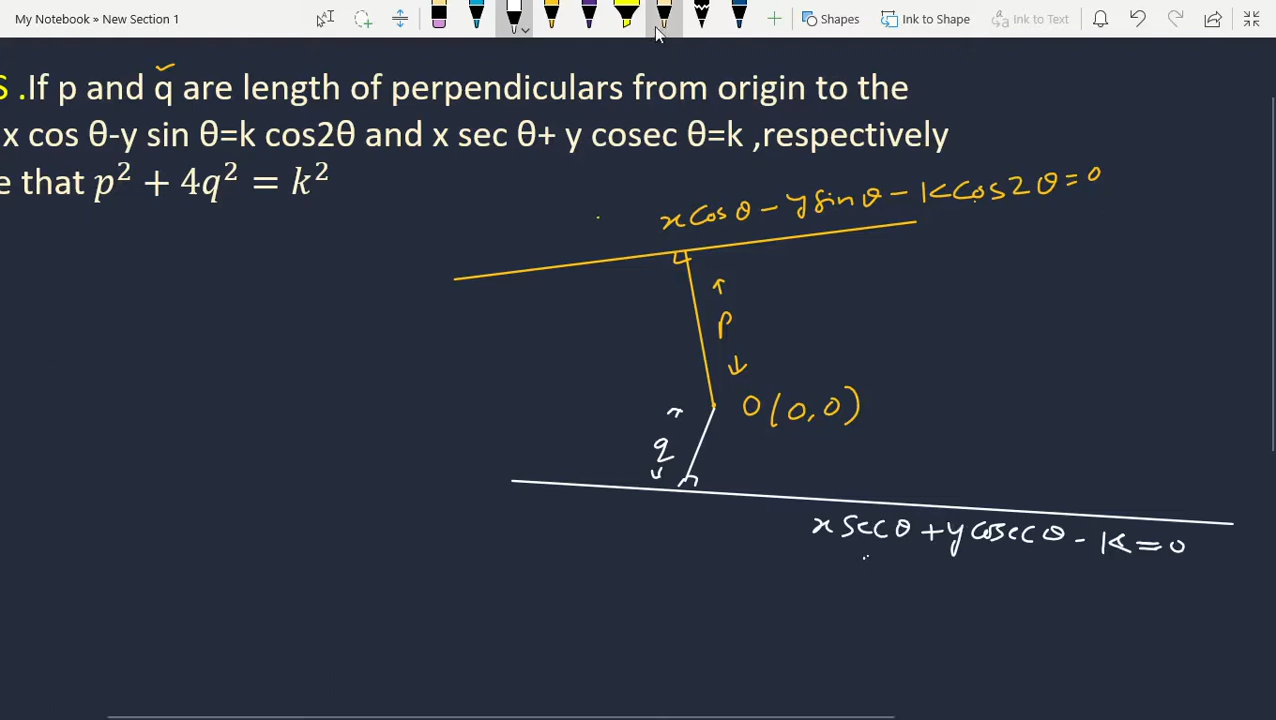 My Notebook » New Section 1
Shapes
Ink to Shape
Ink to Text
S .If p and q are length of perpendiculars from origin to the
x cos θ-y sin θ=k cos2θ and x sec θ+ y cosec θ=k ,respectively
e that p² + 4q² = k²
x cos θ - y sin θ - K cos 2θ = 0
p
O(0,0)
q
x sec θ + y cosec θ - K = 0